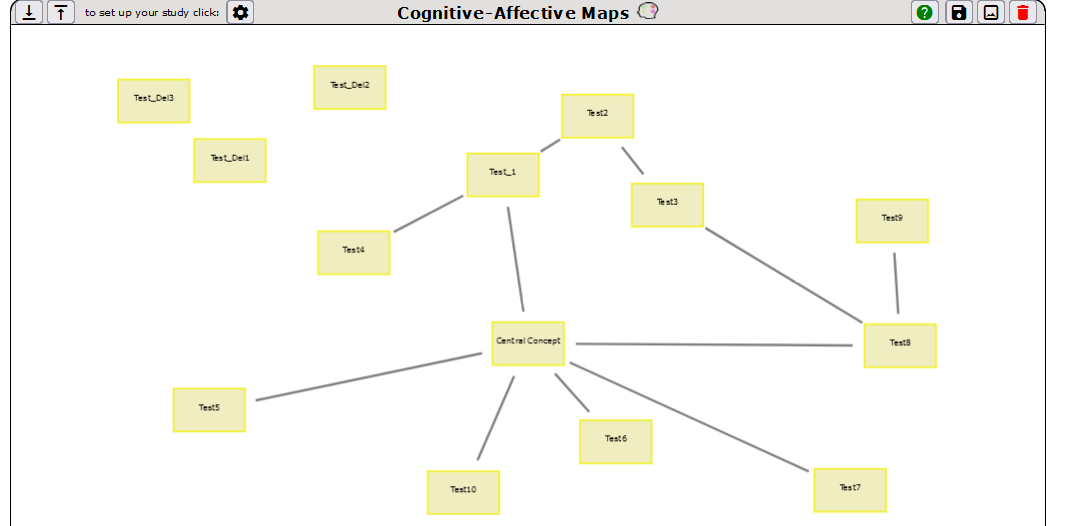 to set up your study click:
Cognitive-Affective Maps
Test_Del3
Test_Del2
Test2
Test_Del1
Test_1
Test3
Test9
Test4
Central Concept
Test8
Test5
Test6
Test10
Test7